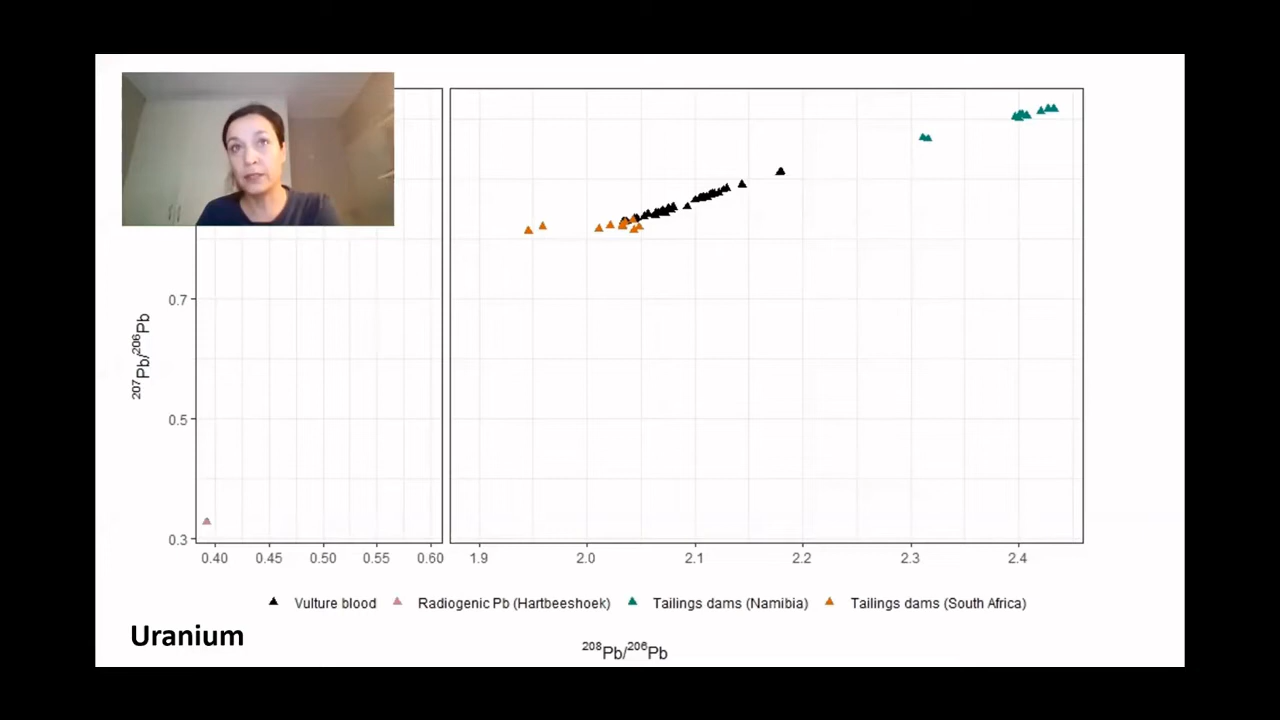 ²⁰⁷Pb/²⁰⁶Pb
0.7
0.5
0.3
0.40 0.45 0.50 0.55 0.60 1.9 2.0 2.1 2.2 2.3 2.4
Vulture blood Radiogenic Pb (Hartbeeshoek) Tailings dams (Namibia) Tailings dams (South Africa)
Uranium
²⁰⁸Pb/²⁰⁶Pb